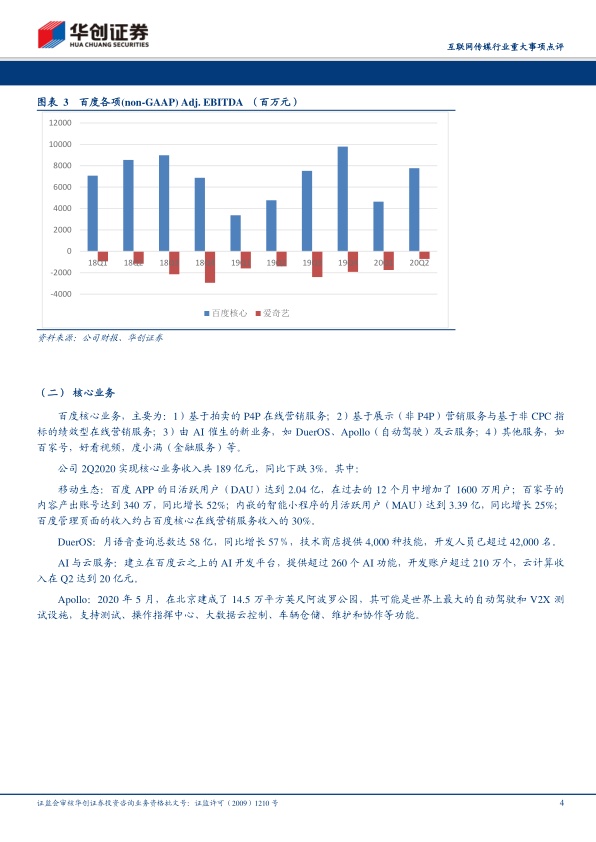 华创证券
HUA CHUANG SECURITIES
互联网传媒行业重大事项点评
图表 3 百度各项(non-GAAP) Adj. EBITDA （百万元）
12000
10000
8000
6000
4000
2000
0
-2000
-4000
18Q1
20Q2
百度核心 爱奇艺
资料来源：公司财报、华创证券
（二） 核心业务
百度核心业务，主要为：1）基于拍卖的 P4P 在线营销服务；2）基于展示（非 P4P）营销服务与基于非 CPC 指
标的绩效型在线营销服务；3）由 AI 催生的新业务，如 DuerOS、Apollo（自动驾驶）及云服务；4）其他服务，如
百家号，好看视频，度小满（金融服务）等。
公司 2Q2020 实现核心业务收入共 189 亿元，同比下跌 3%。其中：
移动生态：百度 APP 的日活跃用户（DAU）达到 2.04 亿，在过去的 12 个月中增加了 1600 万用户；百家号的
内容产出账号达到 340 万，同比增长 52%；内嵌的智能小程序的月活跃用户（MAU）达到 3.39 亿，同比增长 25%；
百度管理页面的收入约占百度核心在线营销服务收入的 30%。
DuerOS：月语音查询总数达 58 亿，同比增长 57％，技术商店提供 4,000 种技能，开发人员已超过 42,000 名。
AI 与云服务：建立在百度云之上的 AI 开发平台，提供超过 260 个 AI 功能，开发账户超过 210 万个，云计算收
入在 Q2 达到 20 亿元。
Apollo：2020 年 5 月，在北京建成了 14.5 万平方英尺阿波罗公园，其可能是世界上最大的自动驾驶和 V2X 测
试设施，支持测试、操作指挥中心、大数据云控制、车辆仓储、维护和协作等功能。
证监会审核华创证券投资咨询业务资格批文号：证监许可（2009）1210 号
4